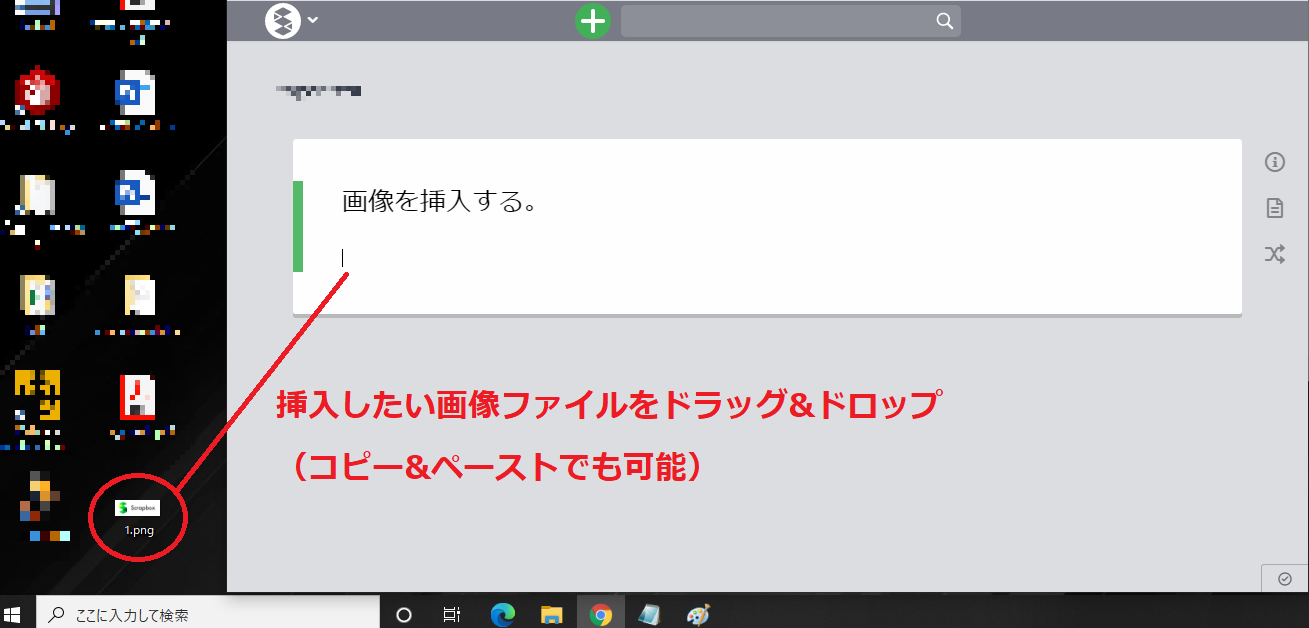 画像を挿入する。
挿入したい画像ファイルをドラッグ&ドロップ
（コピー&ペーストでも可能）
Scrapbox
1.png
ここに入力して検索